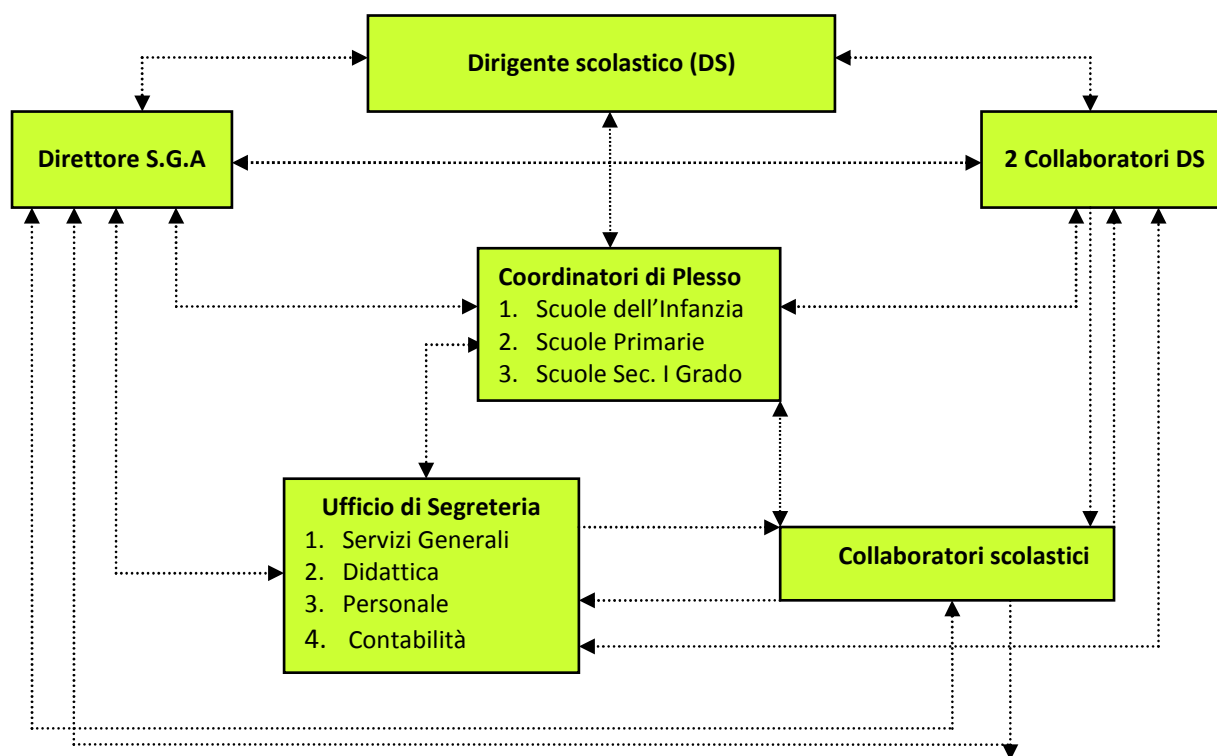 Dirigente scolastico (DS)
Direttore S.G.A
2 Collaboratori DS
Coordinatori di Plesso
1. Scuole dell’Infanzia
2. Scuole Primarie
3. Scuole Sec. I Grado
Ufficio di Segreteria
1. Servizi Generali
2. Didattica
3. Personale
4. Contabilità
Collaboratori scolastici